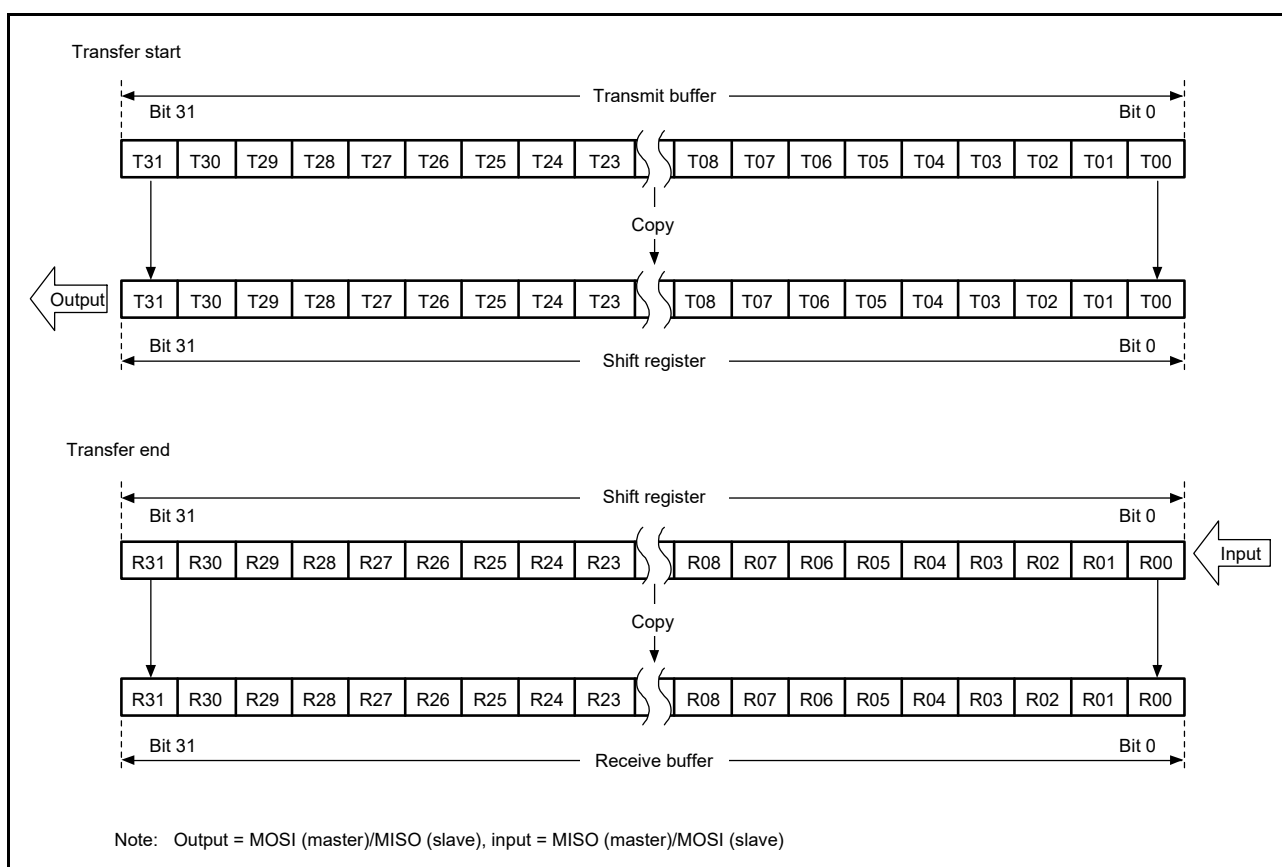 Transfer start
Transmit buffer
Bit 31 Bit 0
T31 T30 T29 T28 T27 T26 T25 T24 T23 T08 T07 T06 T05 T04 T03 T02 T01 T00
Copy
Output T31 T30 T29 T28 T27 T26 T25 T24 T23 T08 T07 T06 T05 T04 T03 T02 T01 T00
Bit 31 Bit 0
Shift register
Transfer end
Shift register
Bit 31 Bit 0
R31 R30 R29 R28 R27 R26 R25 R24 R23 R08 R07 R06 R05 R04 R03 R02 R01 R00 Input
Copy
R31 R30 R29 R28 R27 R26 R25 R24 R23 R08 R07 R06 R05 R04 R03 R02 R01 R00
Bit 31 Bit 0
Receive buffer
Note: Output = MOSI (master)/MISO (slave), input = MISO (master)/MOSI (slave)